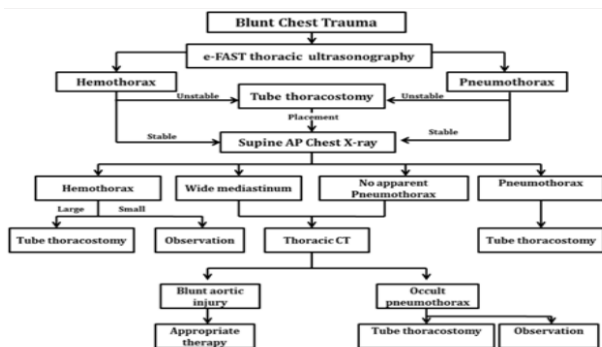 Blunt Chest Trauma
e-FAST thoracic ultrasonography
Hemothorax
Pneumothorax
Unstable
Tube thoracostomy
Unstable
Placement
Stable
Stable
Supine AP Chest X-ray
Hemothorax
Wide mediastinum
No apparent
Pneumothorax
Pneumothorax
Large
Small
Tube thoracostomy
Observation
Thoracic CT
Tube thoracostomy
Blunt aortic
injury
Occult
pneumothorax
Appropriate
therapy
Tube thoracostomy
Observation